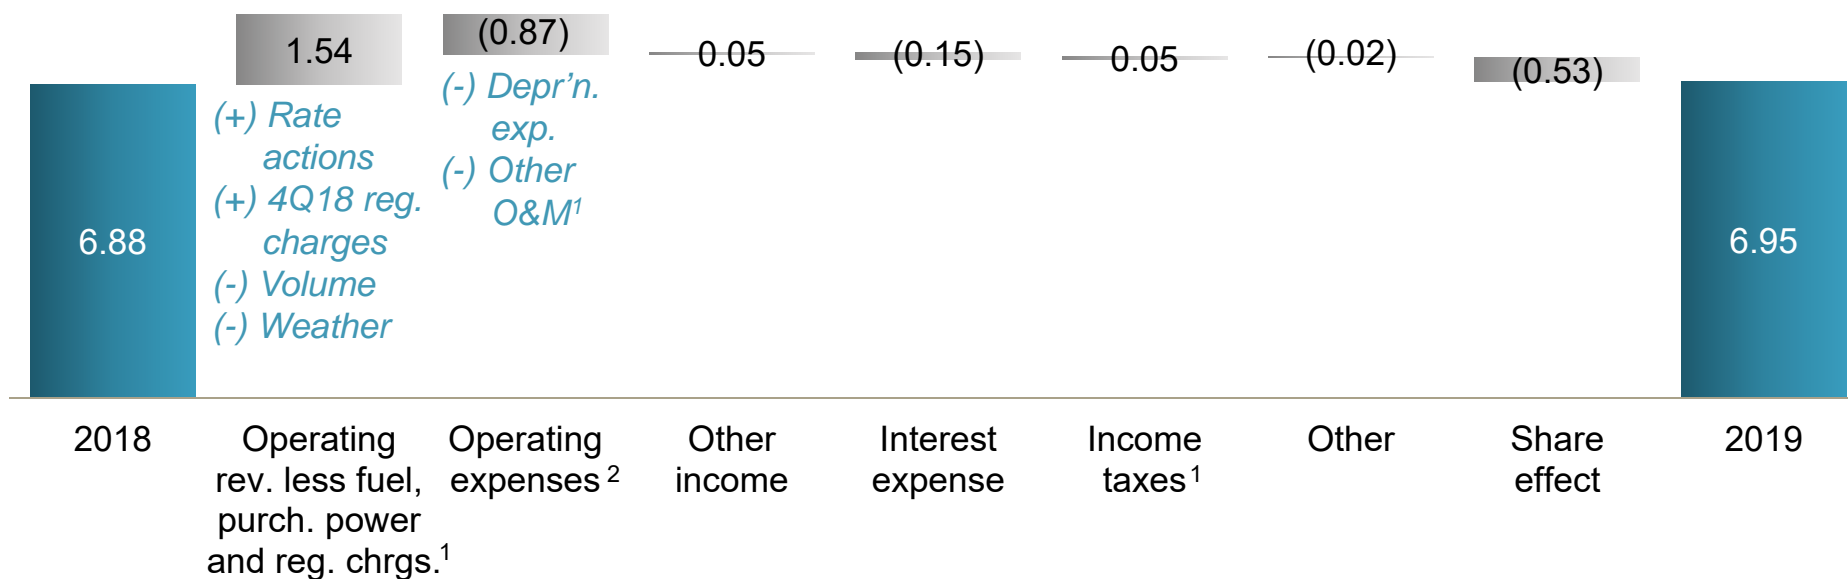 1.54
(0.87)
0.05
(0.15)
0.05
(0.02)
(0.53)
(+) Rate
actions
(+) 4Q18 reg.
charges
(-) Volume
(-) Weather
(-) Depr’n.
exp.
(-) Other
O&M1
6.88
6.95
2018
Operating
rev. less fuel,
purch. power
and reg. chrgs.1
Operating
expenses 2
Other
income
Interest
expense
Income
taxes1
Other
Share
effect
2019